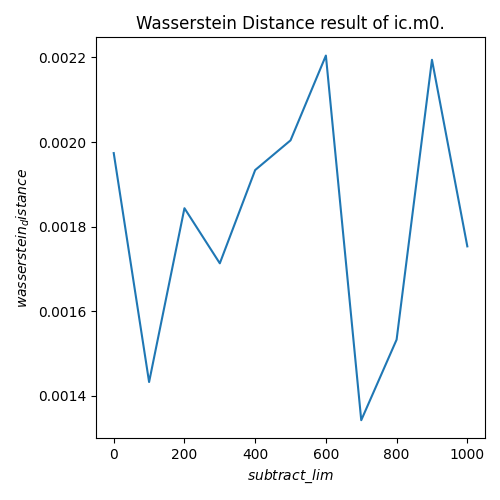 Wasserstein Distance result of ic.m0.
0.0022
0.0020
0.0018
0.0016
0.0014
wasserstein_distance
0 200 400 600 800 1000
subtract_lim